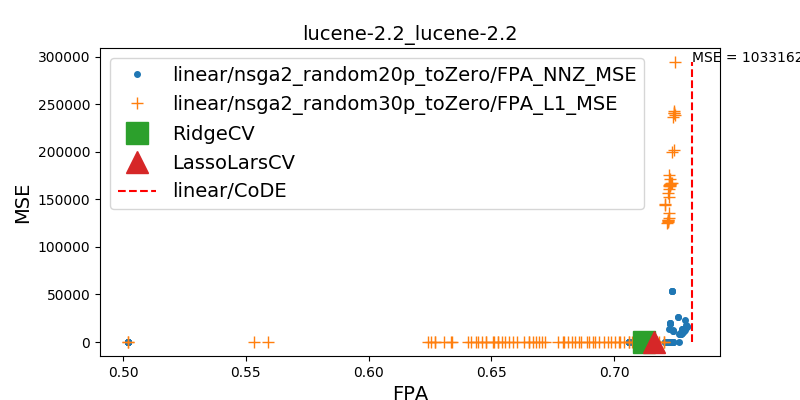 lucene-2.2_lucene-2.2
300000
250000
200000
150000
100000
50000
0
MSE
linear/nsga2_random20p_toZero/FPA_NNZ_MSE
linear/nsga2_random30p_toZero/FPA_L1_MSE
RidgeCV
LassoLarsCV
linear/CoDE
MSE = 1033162
0.50
0.55
0.60
0.65
0.70
FPA